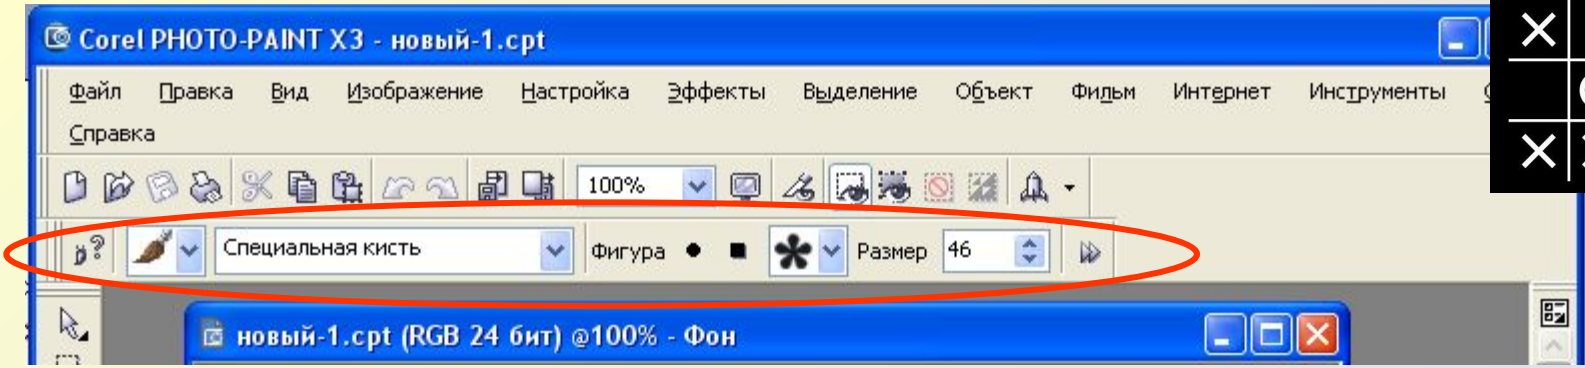 Corel PHOTO-PAINT X3 - новый-1.cpt
Файл Правка Вид Изображение Настройка Эффекты Выделение Объект Фильм Интернет Инструменты
Справка
100%
Специальная кисть Фигура Размер 46
новый-1.cpt (RGB 24 бит) @100% - Фон